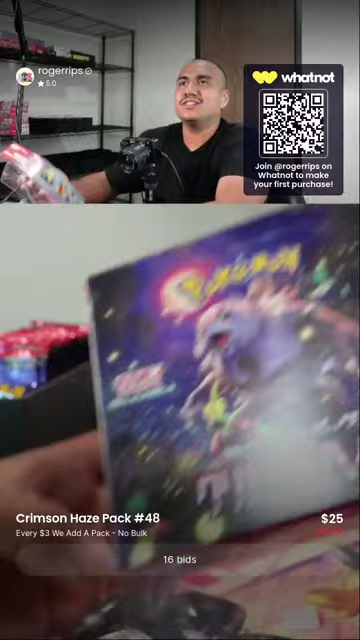 rogerrips
5.0
whatnot
Join @rogerrips on
Whatnot to make
your first purchase!
Pokémon
Crimson Haze Pack #48
$25
Every $3 We Add A Pack - No Bulk
16 bids